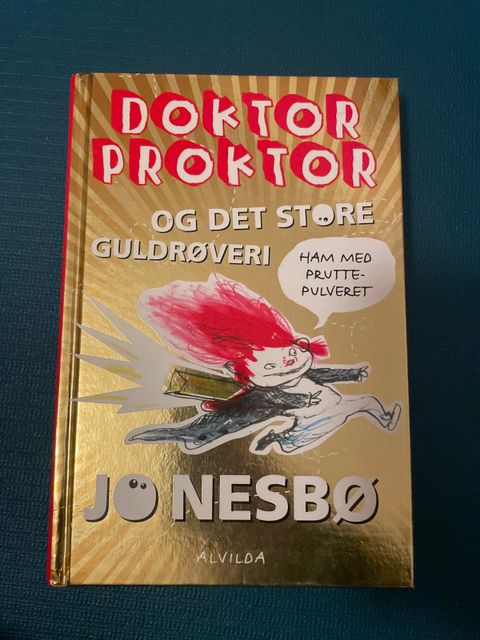 DOKTOR
PROKTOR
OG DET STORE
GULDRØVERI
HAM MED
PRUTTE-
PULVERET
JO NESBØ
ALVILDA